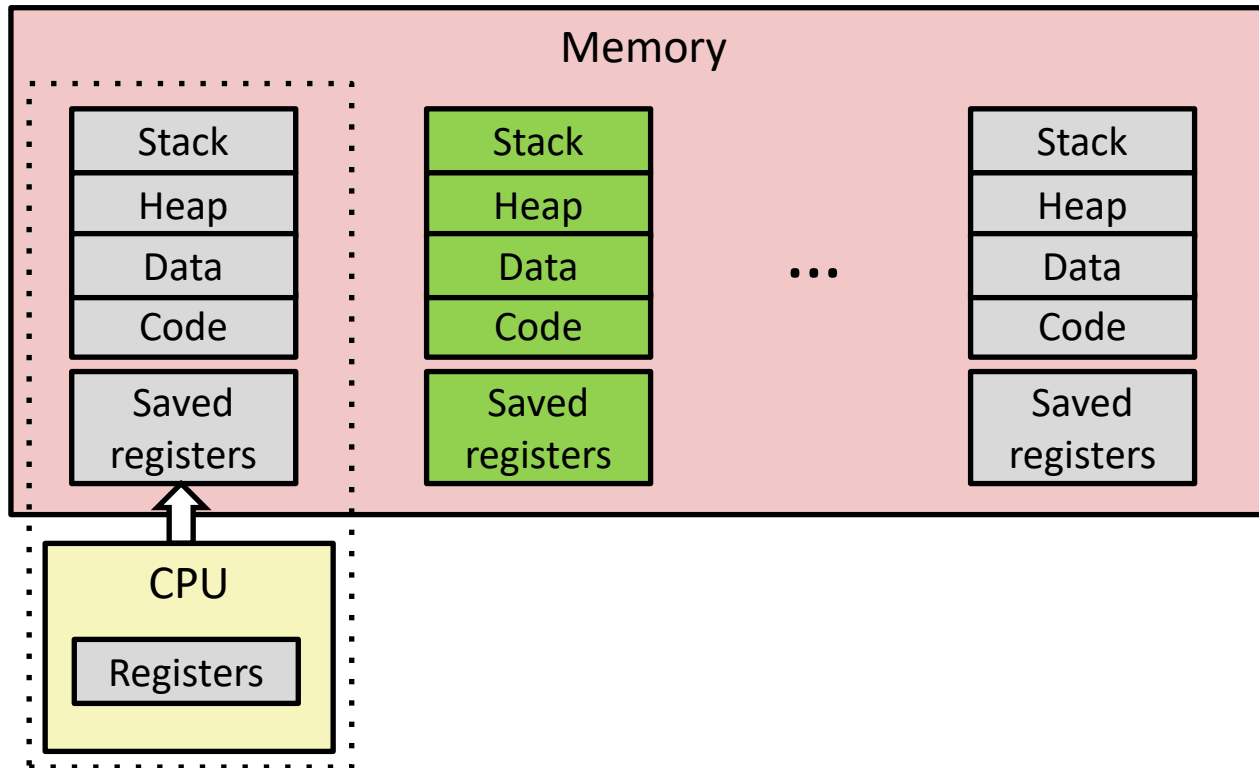 Memory
Stack
Heap
Data
Code
Saved
registers
Stack
Heap
Data
Code
Saved
registers
...
Stack
Heap
Data
Code
Saved
registers
CPU
Registers